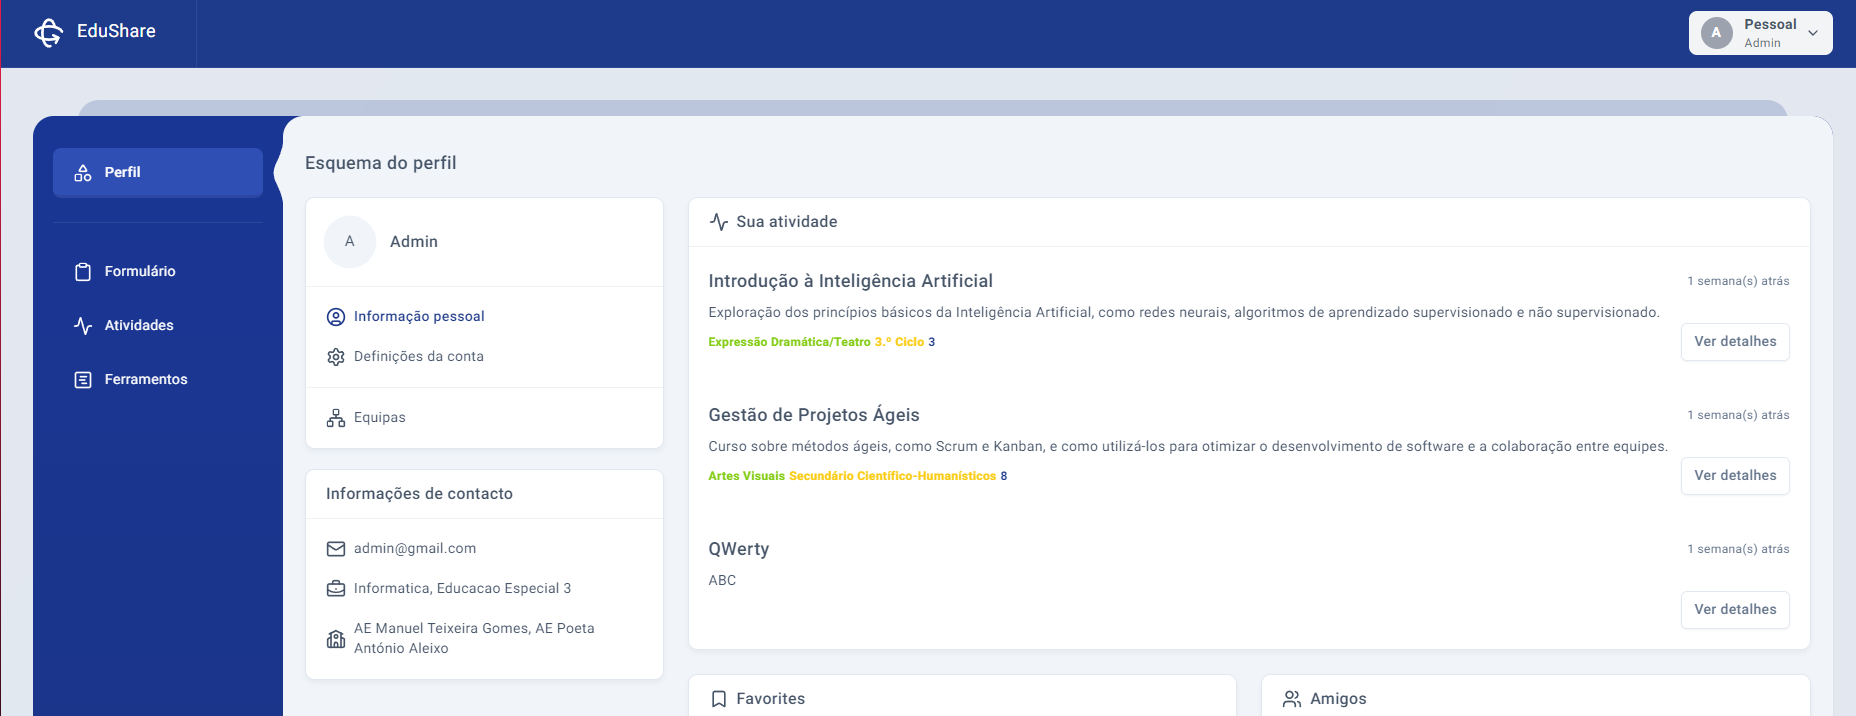 EduShare
A
Pessoal
Admin
Perfil
Formulário
Atividades
Ferramentos
Esquema do perfil
A
Admin
Informação pessoal
Definições da conta
Equipas
Informações de contacto
admin@gmail.com
Informatica, Educacao Especial 3
AE Manuel Teixeira Gomes, AE Poeta
António Aleixo
Sua atividade
Introdução à Inteligência Artificial
1 semana(s) atrás
Exploração dos princípios básicos da Inteligência Artificial, como redes neurais, algoritmos de aprendizado supervisionado e não supervisionado.
Expressão Dramática/Teatro 3.º Ciclo 3
Ver detalhes
Gestão de Projetos Ágeis
1 semana(s) atrás
Curso sobre métodos ágeis, como Scrum e Kanban, e como utilizá-los para otimizar o desenvolvimento de software e a colaboração entre equipes.
Artes Visuais Secundário Científico-Humanísticos 8
Ver detalhes
QWerty
1 semana(s) atrás
ABC
Ver detalhes
Favorites
Amigos